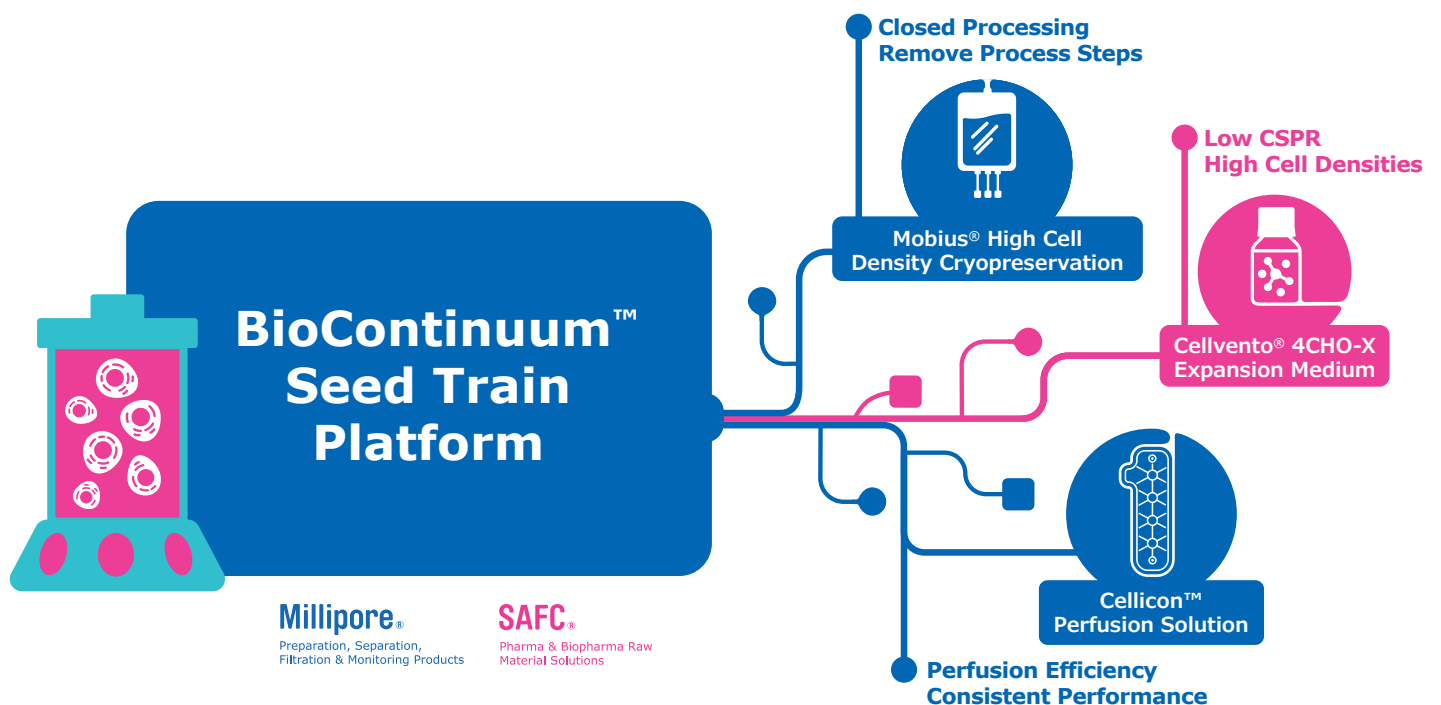 Closed Processing
Remove Process Steps
Mobius® High Cell
Density Cryopreservation
Low CSPR
High Cell Densities
Cellvento® 4CHO-X
Expansion Medium
BioContinuum™
Seed Train
Platform
Cellicon™
Perfusion Solution
Perfusion Efficiency
Consistent Performance
Millipore®
Preparation, Separation,
Filtration & Monitoring Products
SAFC®
Pharma & Biopharma Raw
Material Solutions